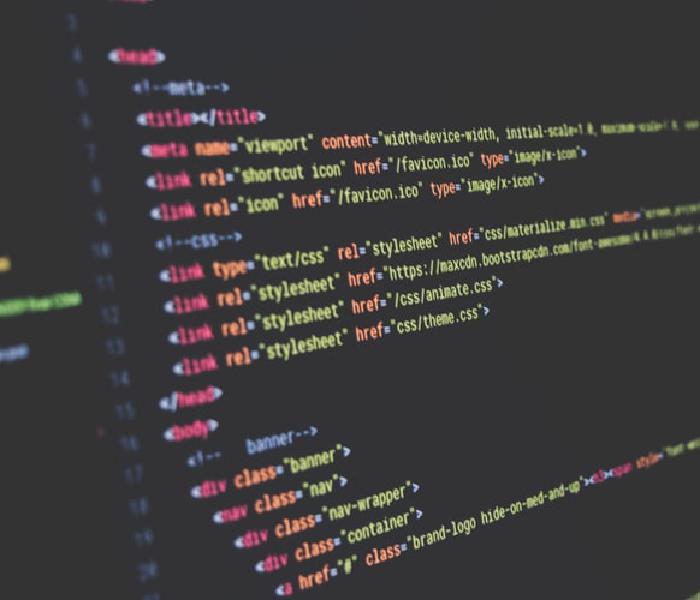 3
4 <head>
5 <!--meta-->
6 <title></title>
7 <meta name="viewport" content="width=device-width, initial-scale=1.0,
8 <link rel="shortcut icon" href="/favicon.ico" type="image/x-icon">
9 <link rel="icon" href="/favicon.ico" type="image/x-icon">
10 <!--css-->
11 <link type="text/css" rel="stylesheet" href="css/materialize.min.css" media="screen,
12 <link rel="stylesheet" href="https://maxcdn.bootstrapcdn.com/font-awesome/4.
13 <link rel="stylesheet" href="/css/animate.css">
14 <link rel="stylesheet" href="css/theme.css">
15 </head>
16 <body>
17 <!-- banner-->
18 <div class="banner">
19 <nav class="nav">
20 <div class="nav-wrapper">
<div class="container">
<a href="#" class="brand-logo hide-on-med-and-up"><span style="font